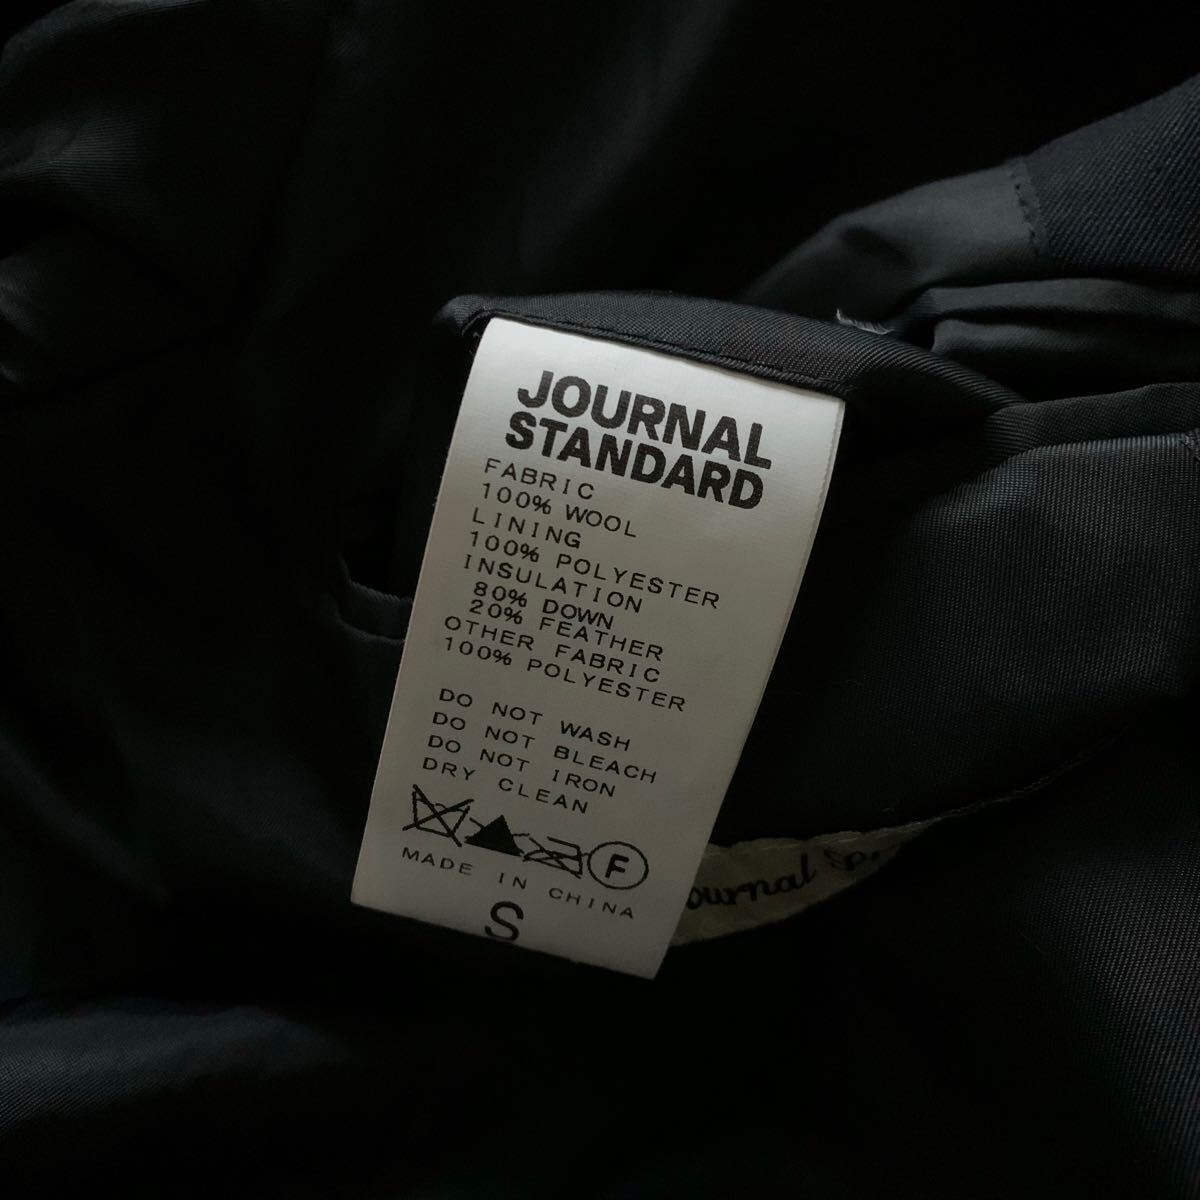 JOURNAL
STANDARD
FABRIC
100% WOOL
LINING
100% POLYESTER
INSULATION
80% DOWN
20% FEATHER
OTHER FABRIC
100% POLYESTER
DO NOT WASH
DO NOT BLEACH
DO NOT IRON
DRY CLEAN
F
MADE IN CHINA
S
ournal